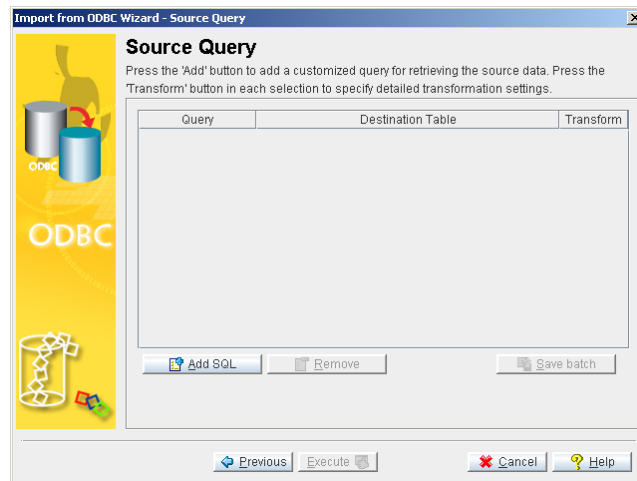 Import from ODBC Wizard - Source Query
Source Query
Press the 'Add' button to add a customized query for retrieving the source data. Press the
'Transform' button in each selection to specify detailed transformation settings.
Query Destination Table Transform
ODBC
ODBC
Add SQL Remove Save batch
Previous Execute Cancel Help